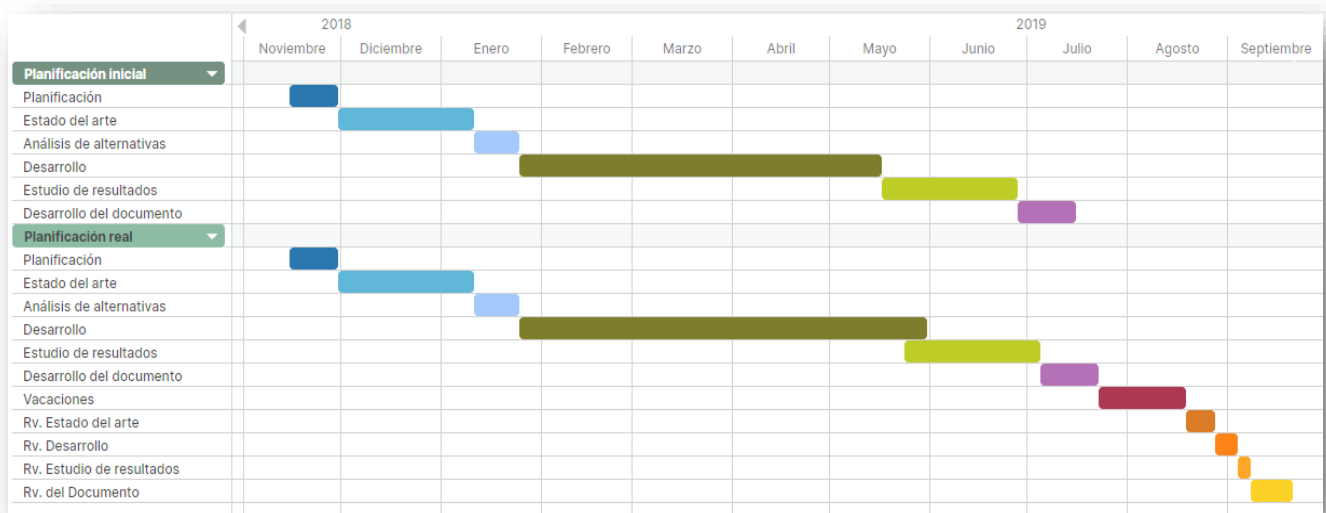 2018 2019
Noviembre Diciembre Enero Febrero Marzo Abril Mayo Junio Julio Agosto Septiembre
Planificación inicial
Planificación
Estado del arte
Análisis de alternativas
Desarrollo
Estudio de resultados
Desarrollo del documento
Planificación real
Planificación
Estado del arte
Análisis de alternativas
Desarrollo
Estudio de resultados
Desarrollo del documento
Vacaciones
Rv. Estado del arte
Rv. Desarrollo
Rv. Estudio de resultados
Rv. del Documento